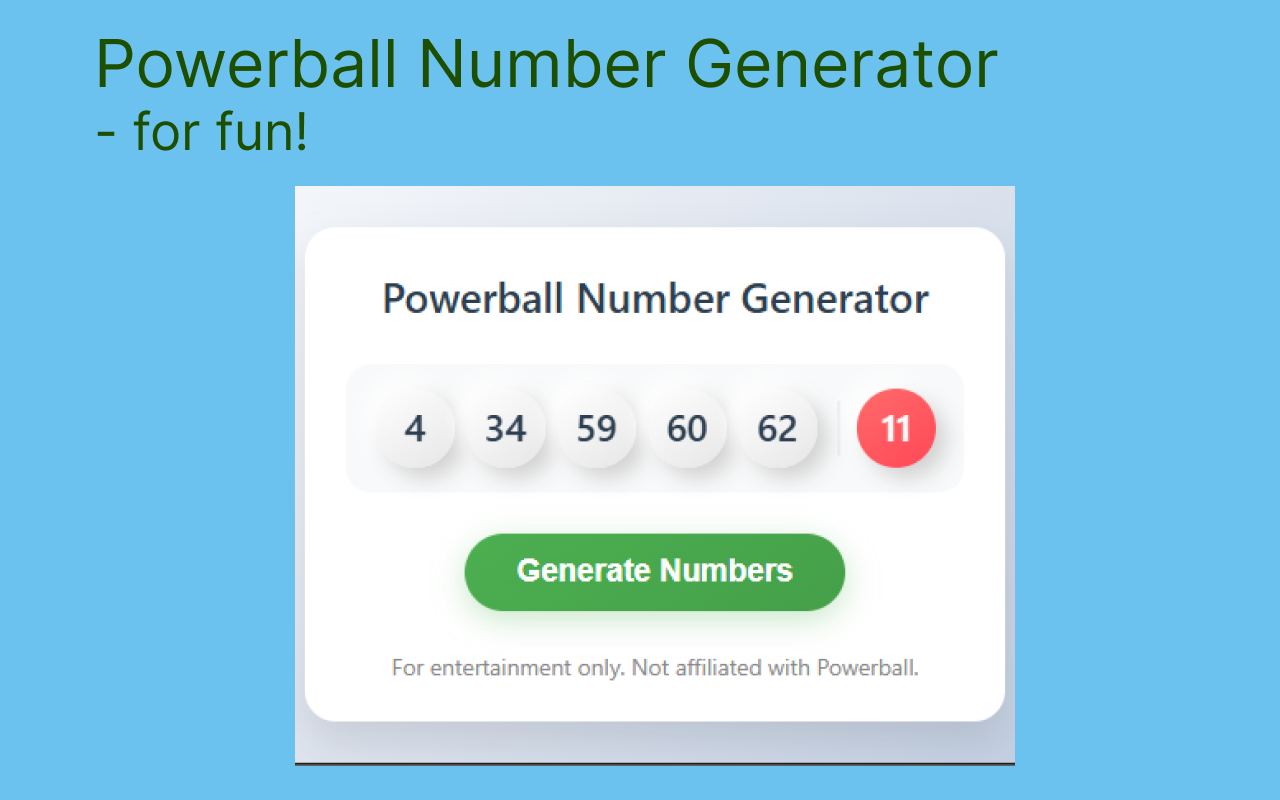 Powerball Number Generator
- for fun!
Powerball Number Generator
4 34 59 60 62 11
Generate Numbers
For entertainment only. Not affiliated with Powerball.